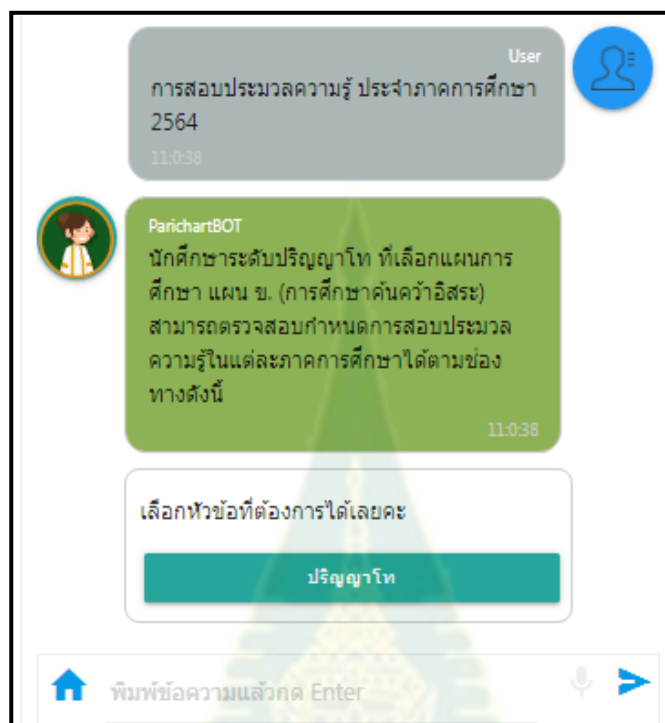 User
การสอบประมวลความรู้ ประจำภาคการศึกษา
2564
11:0:38
ParichartBOT
นักศึกษาระดับปริญญาโท ที่เลือกแผนการ
ศึกษา แผน ข. (การศึกษาค้นคว้าอิสระ)
สามารถตรวจสอบกำหนดการสอบประมวล
ความรู้ในแต่ละภาคการศึกษาได้ตามช่อง
ทางดังนี้
11:0:38
เลือกหัวข้อที่ต้องการได้เลยคะ
ปริญญาโท
พิมพ์ข้อความแล้วกด Enter